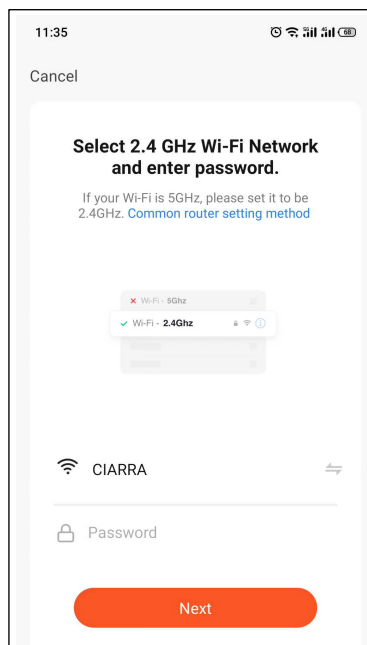 11:35
68
Cancel
Select 2.4 GHz Wi-Fi Network
and enter password.
If your Wi-Fi is 5GHz, please set it to be
2.4GHz. Common router setting method
Wi-Fi - 5Ghz
Wi-Fi - 2.4Ghz
CIARRA
Password
Next